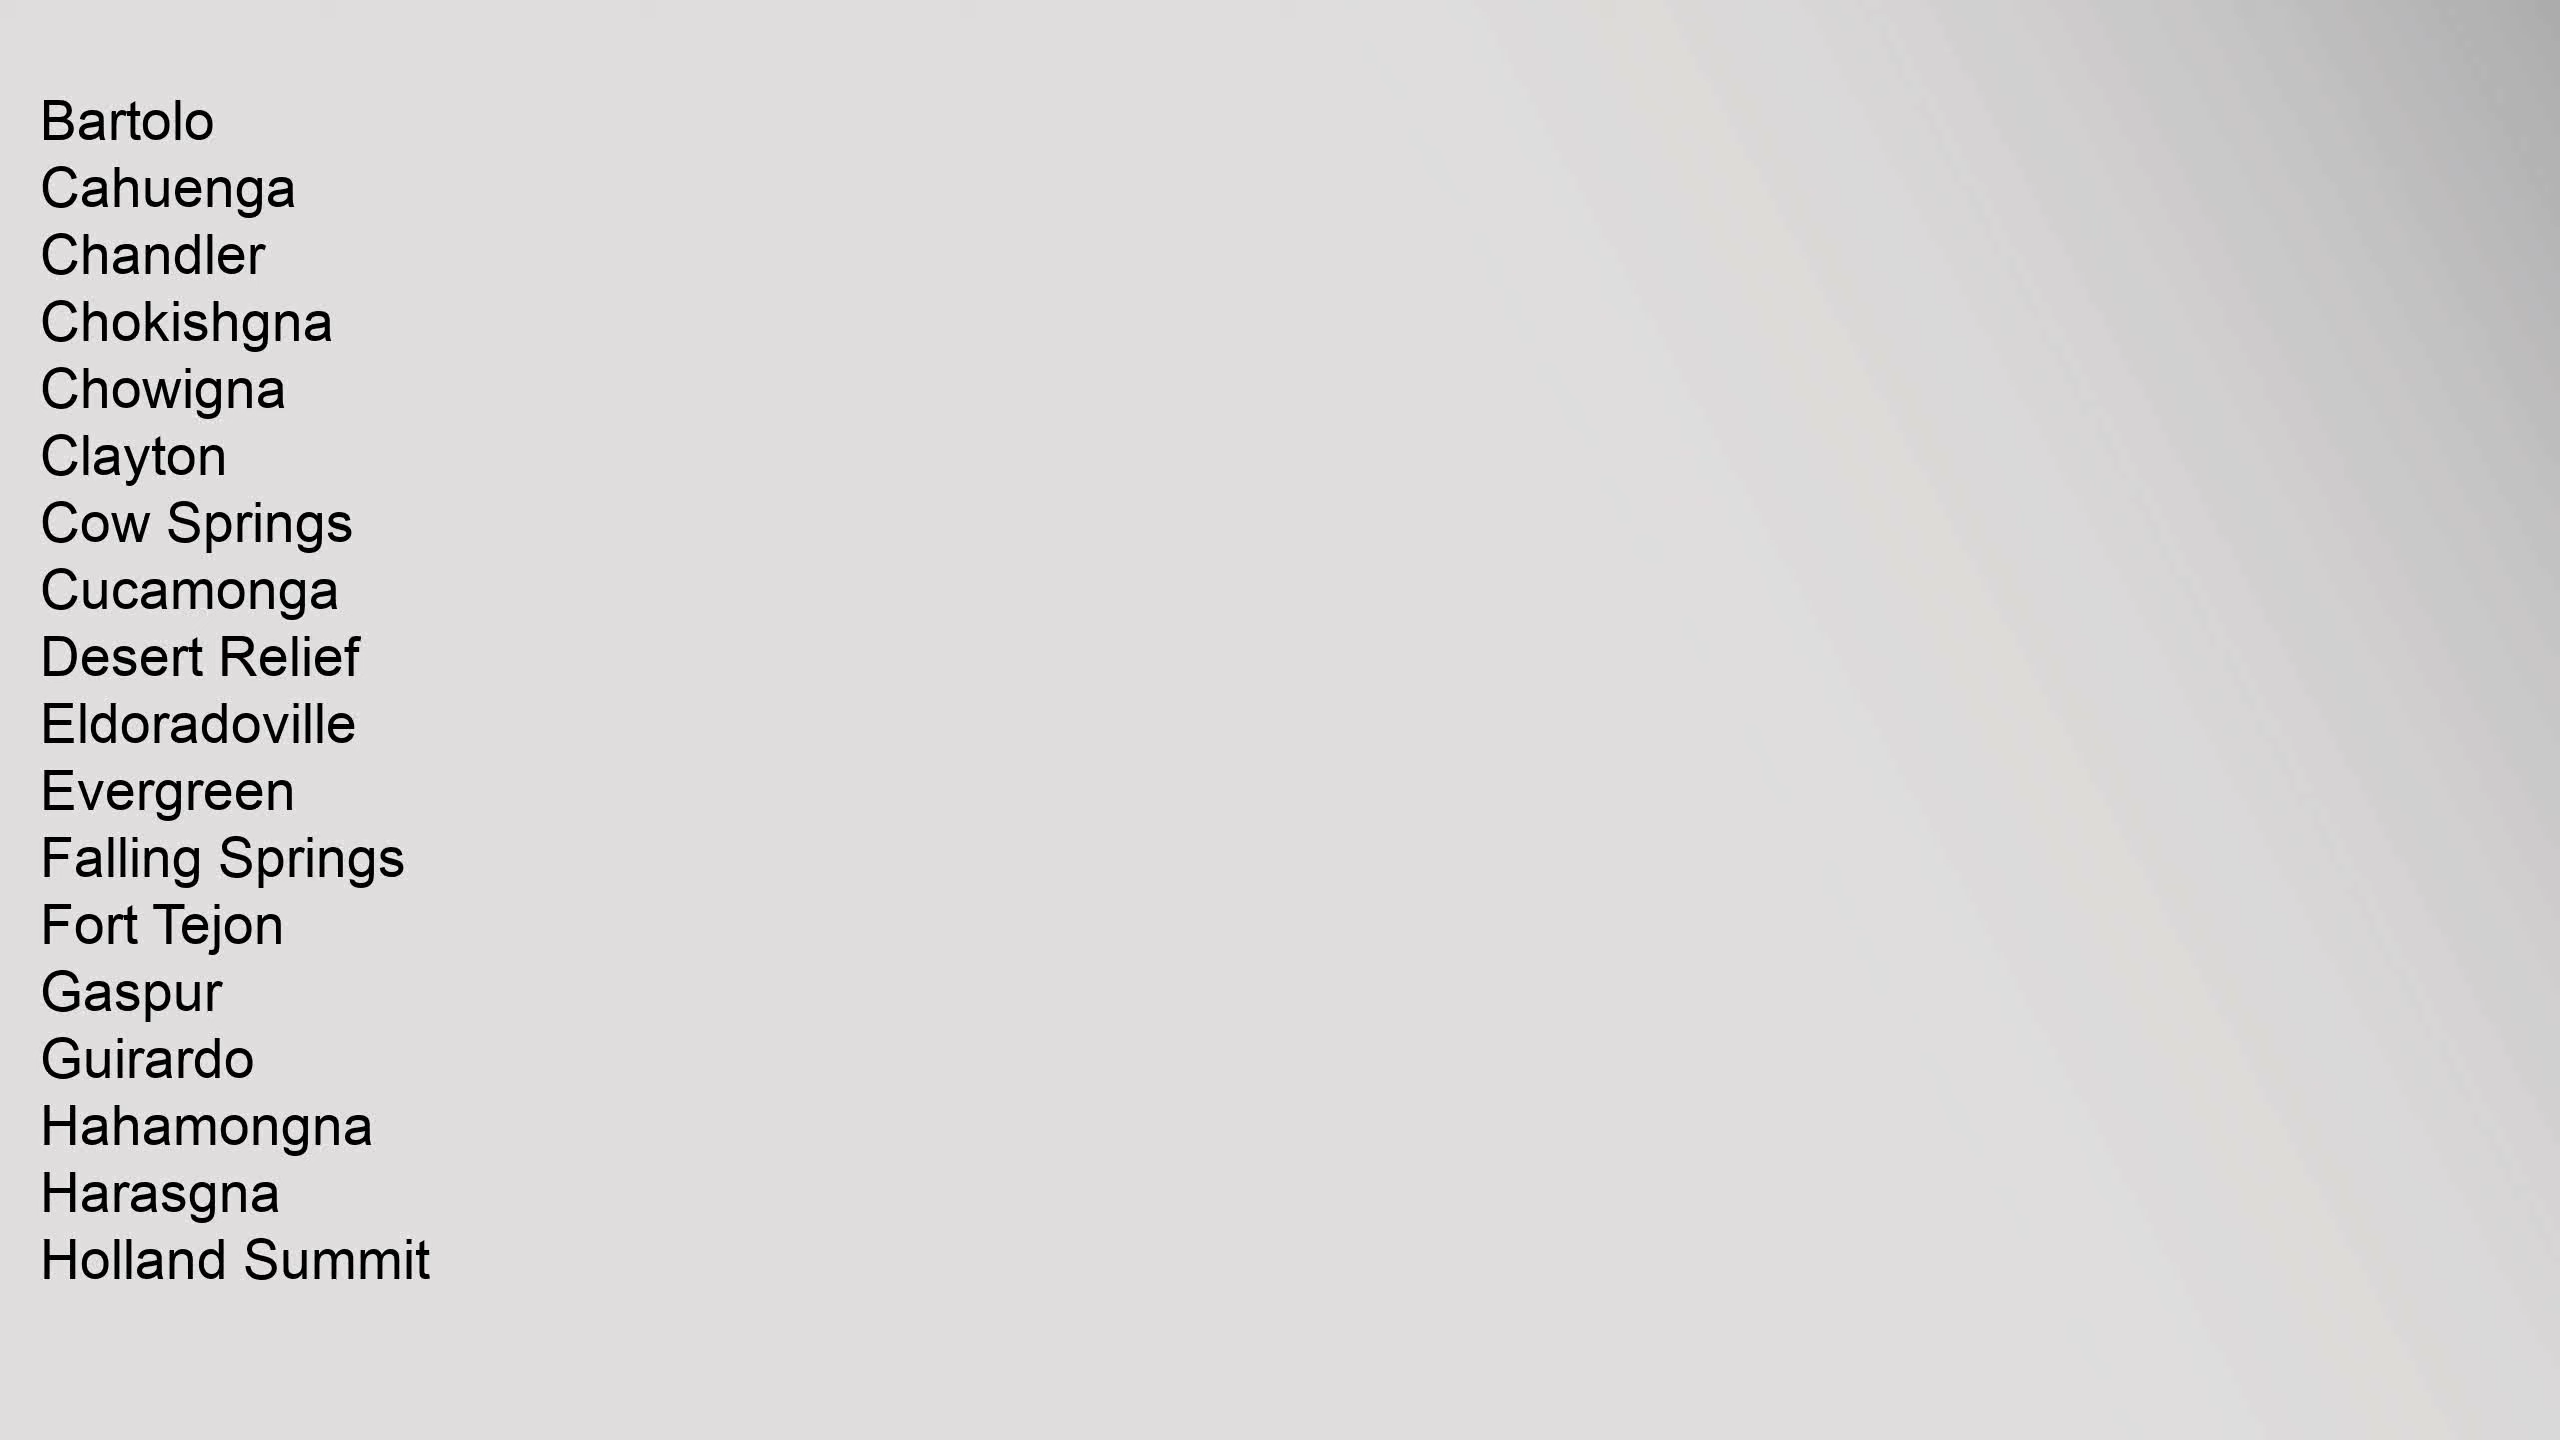 Bartolo
Cahuenga
Chandler
Chokishgna
Chowigna
Clayton
Cow Springs
Cucamonga
Desert Relief
Eldoradoville
Evergreen
Falling Springs
Fort Tejon
Gaspur
Guirardo
Hahamongna
Harasgna
Holland Summit